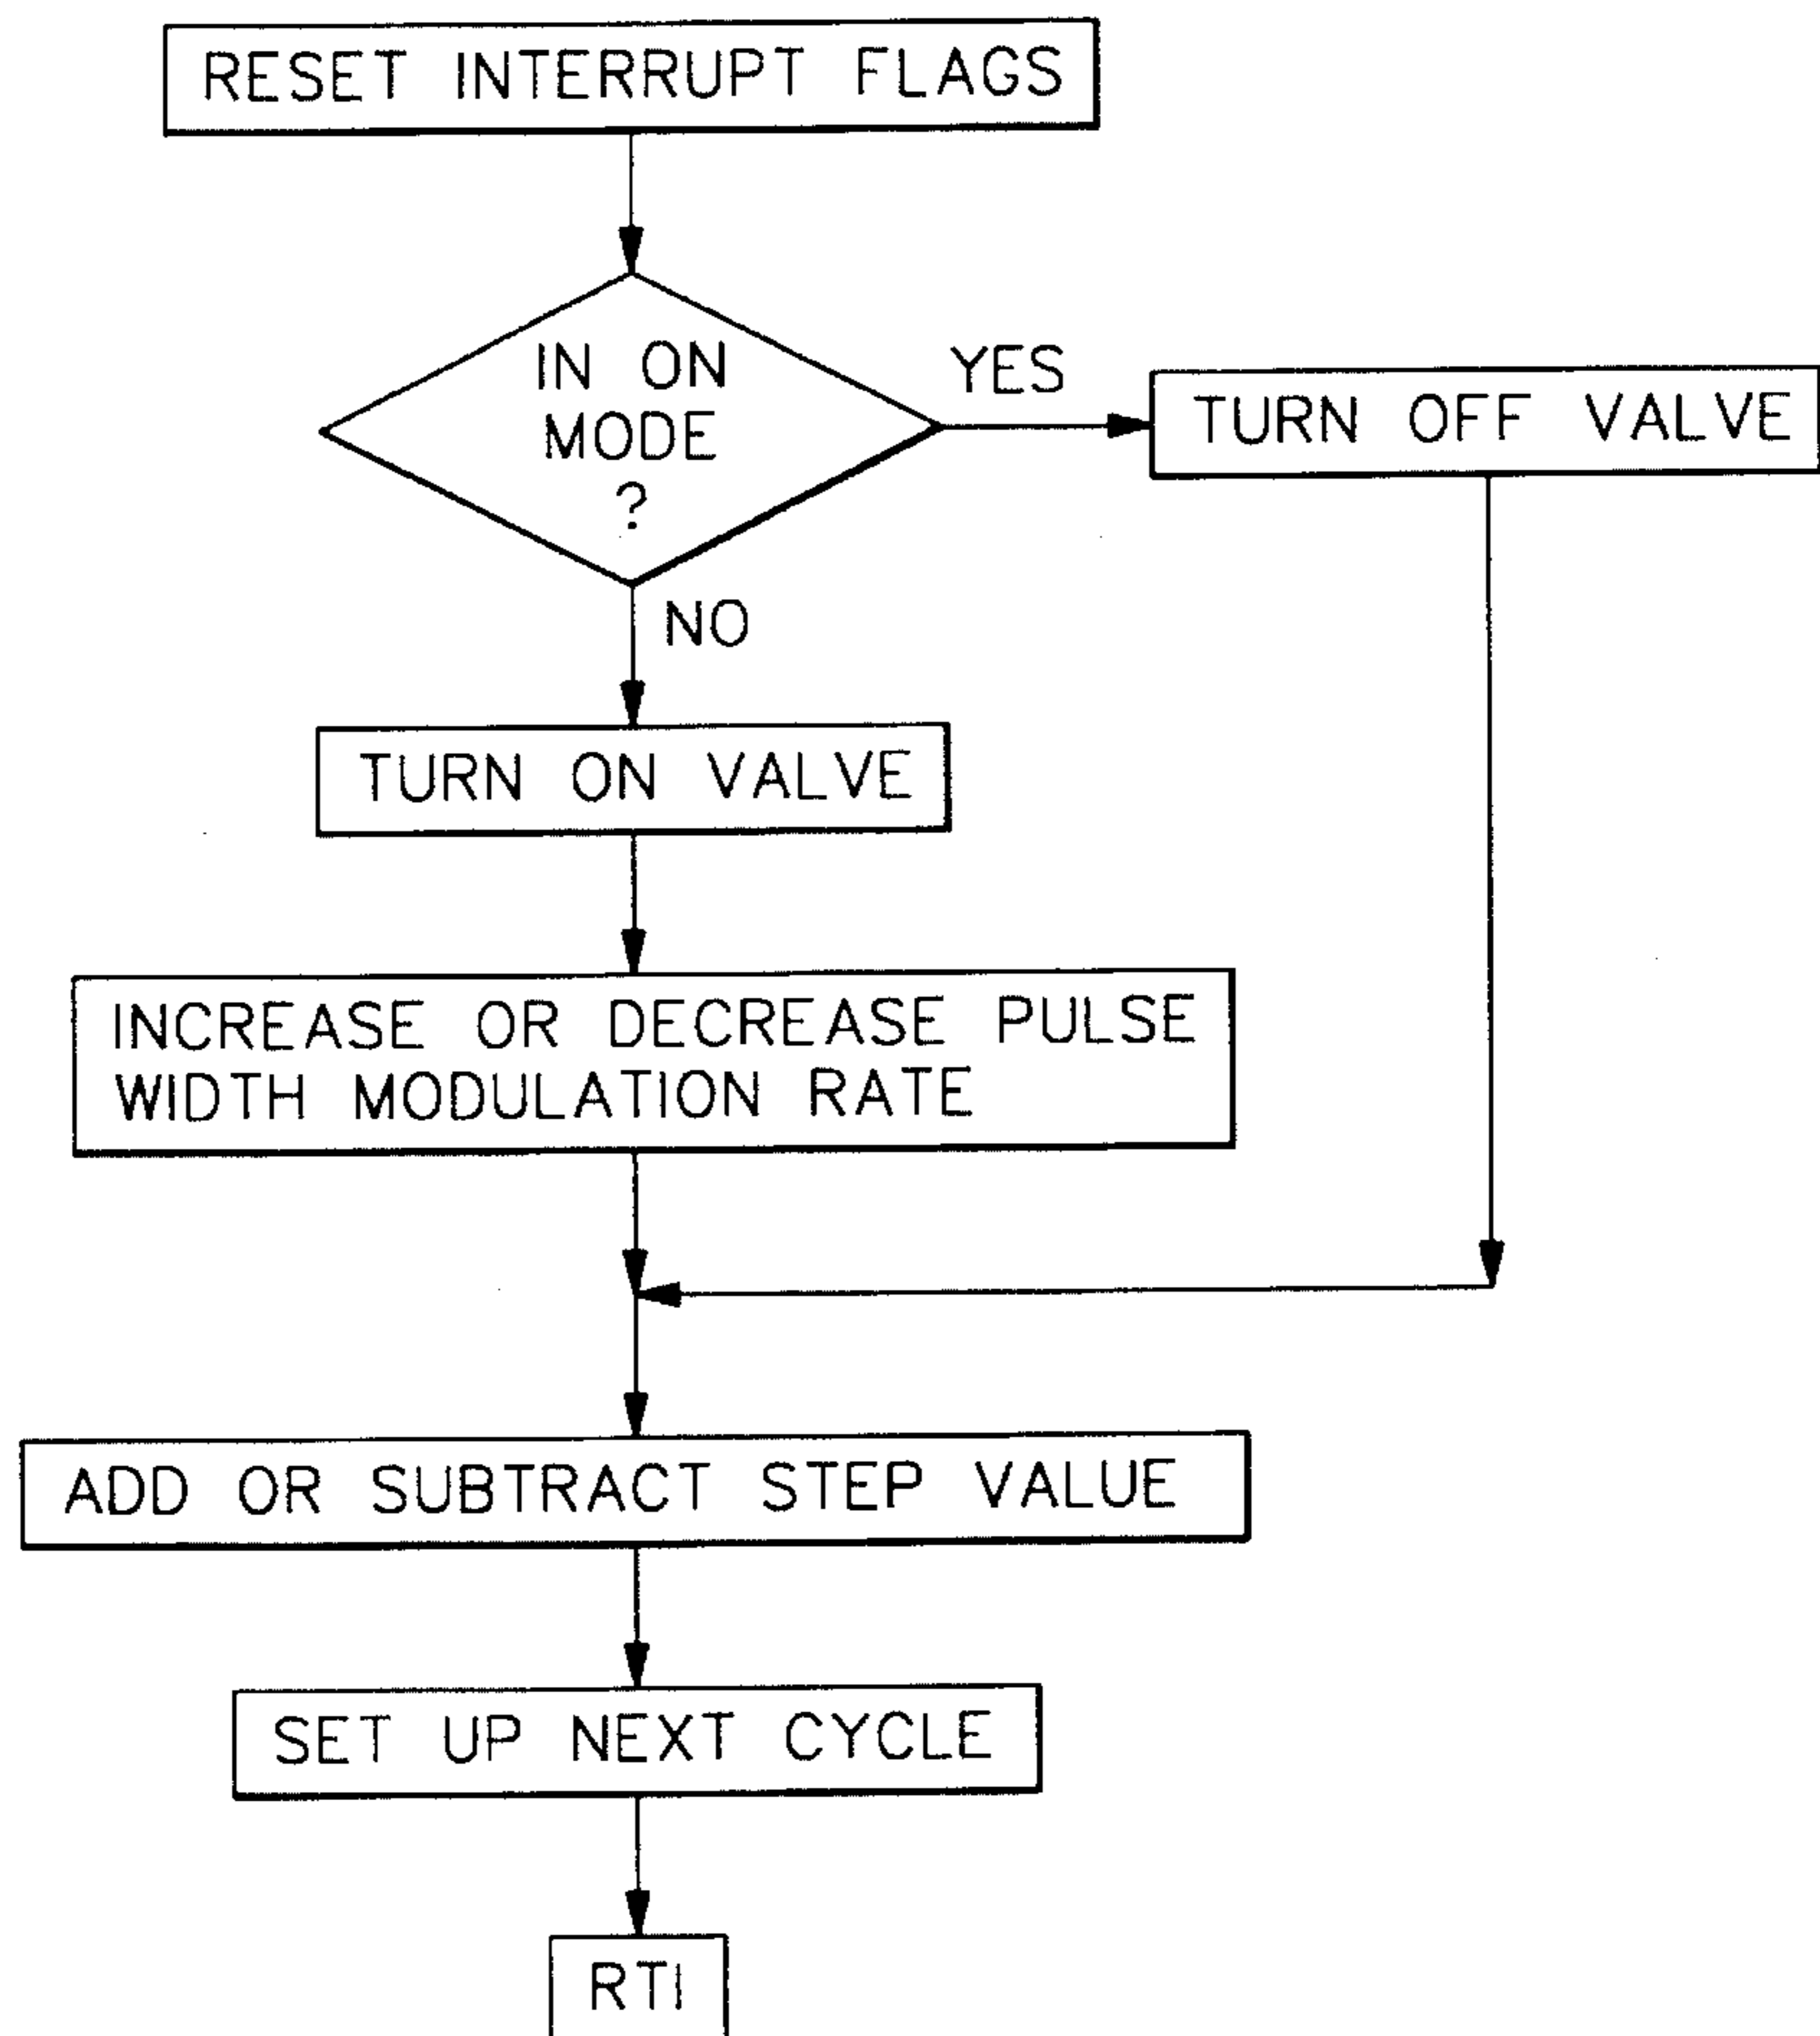 RESET INTERRUPT FLAGS
IN ON
MODE
?
YES
TURN OFF VALVE
NO
TURN ON VALVE
INCREASE OR DECREASE PULSE
WIDTH MODULATION RATE
ADD OR SUBTRACT STEP VALUE
SET UP NEXT CYCLE
RTI